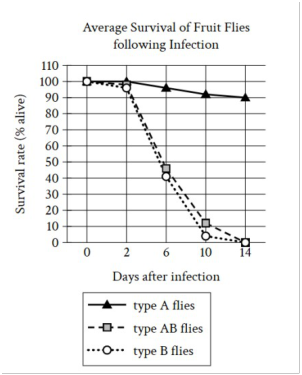 Average Survival of Fruit Flies
following Infection
Survival rate (% alive)
110
100
90
80
70
60
50
40
30
20
10
0
0 2 6 10 14
Days after infection
type A flies
type AB flies
type B flies